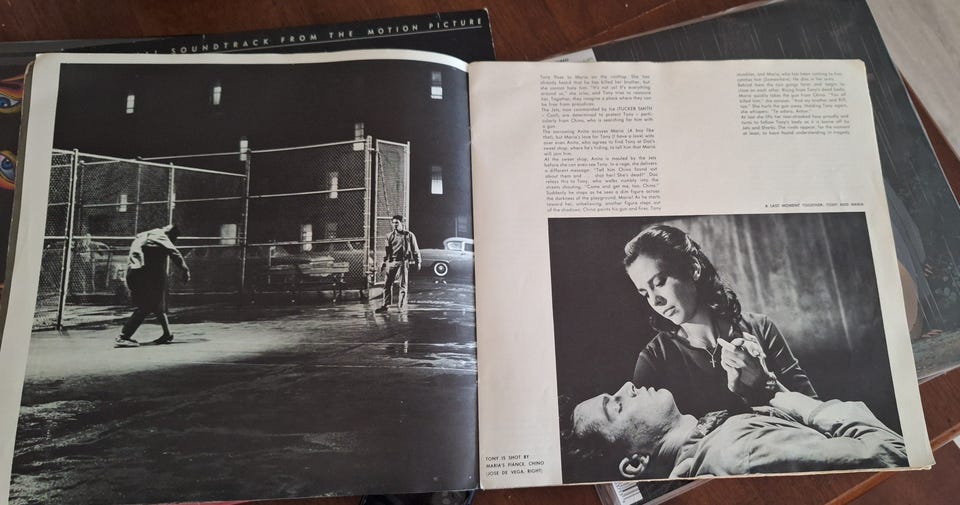 SOUNDTRACK FROM THE MOTION PICTURE
Tony flees to Maria on the rooftop. She has
already heard that he has killed her brother, but
she cannot hate him. "It's not us! It's everything
around us," she cries, and Tony tries to reassure
her. Together, they imagine a place where they can
be free from prejudices.
The Jets, now commanded by Ice (TUCKER SMITH
— Cool), are determined to protect Tony — parti-
cularly from Chino, who is searching for him with
a gun.
The sorrowing Anita accuses Maria (A boy like
that), but Maria's love for Tony (I have a love) wins
over even Anita, who agrees to find Tony at Doc's
sweet shop, where he's hiding, to tell him that Maria
will join him.
At the sweet shop, Anita is mauled by the Jets
before she can even see Tony. In a rage, she delivers
a different message: "Tell him Chino found out
about them and shot her! She's dead!" Doc
relays this to Tony, who walks numbly into the
streets shouting, "Come and get me, too, Chino."
Suddenly he stops as he sees a dim figure across
the darkness of the playground; Maria! As he starts
toward her, unbelieving, another figure steps out
of the shadows; Chino points his gun and fires. Tony
stumbles, and Maria, who has been running to him,
catches him (Somewhere). He dies in her arms.
Behind them the two gangs form and begin to
close on each other. Rising from Tony's dead body,
Maria quickly takes the gun from Chino. "You all
killed him," she accuses. "And my brother, and Riff,
too." She hurls the gun away. Holding Tony again,
she whispers: "Te adoro, Anton."
At last she lifts her tear-streaked face proudly and
turns to follow Tony's body as it is borne off by
Jets and Sharks. The rivals appear, for the moment
at least, to have found understanding in tragedy.
A LAST MOMENT TOGETHER, TONY AND MARIA
TONY IS SHOT BY
MARIA'S FIANCE, CHINO
(JOSE DE VEGA, RIGHT)